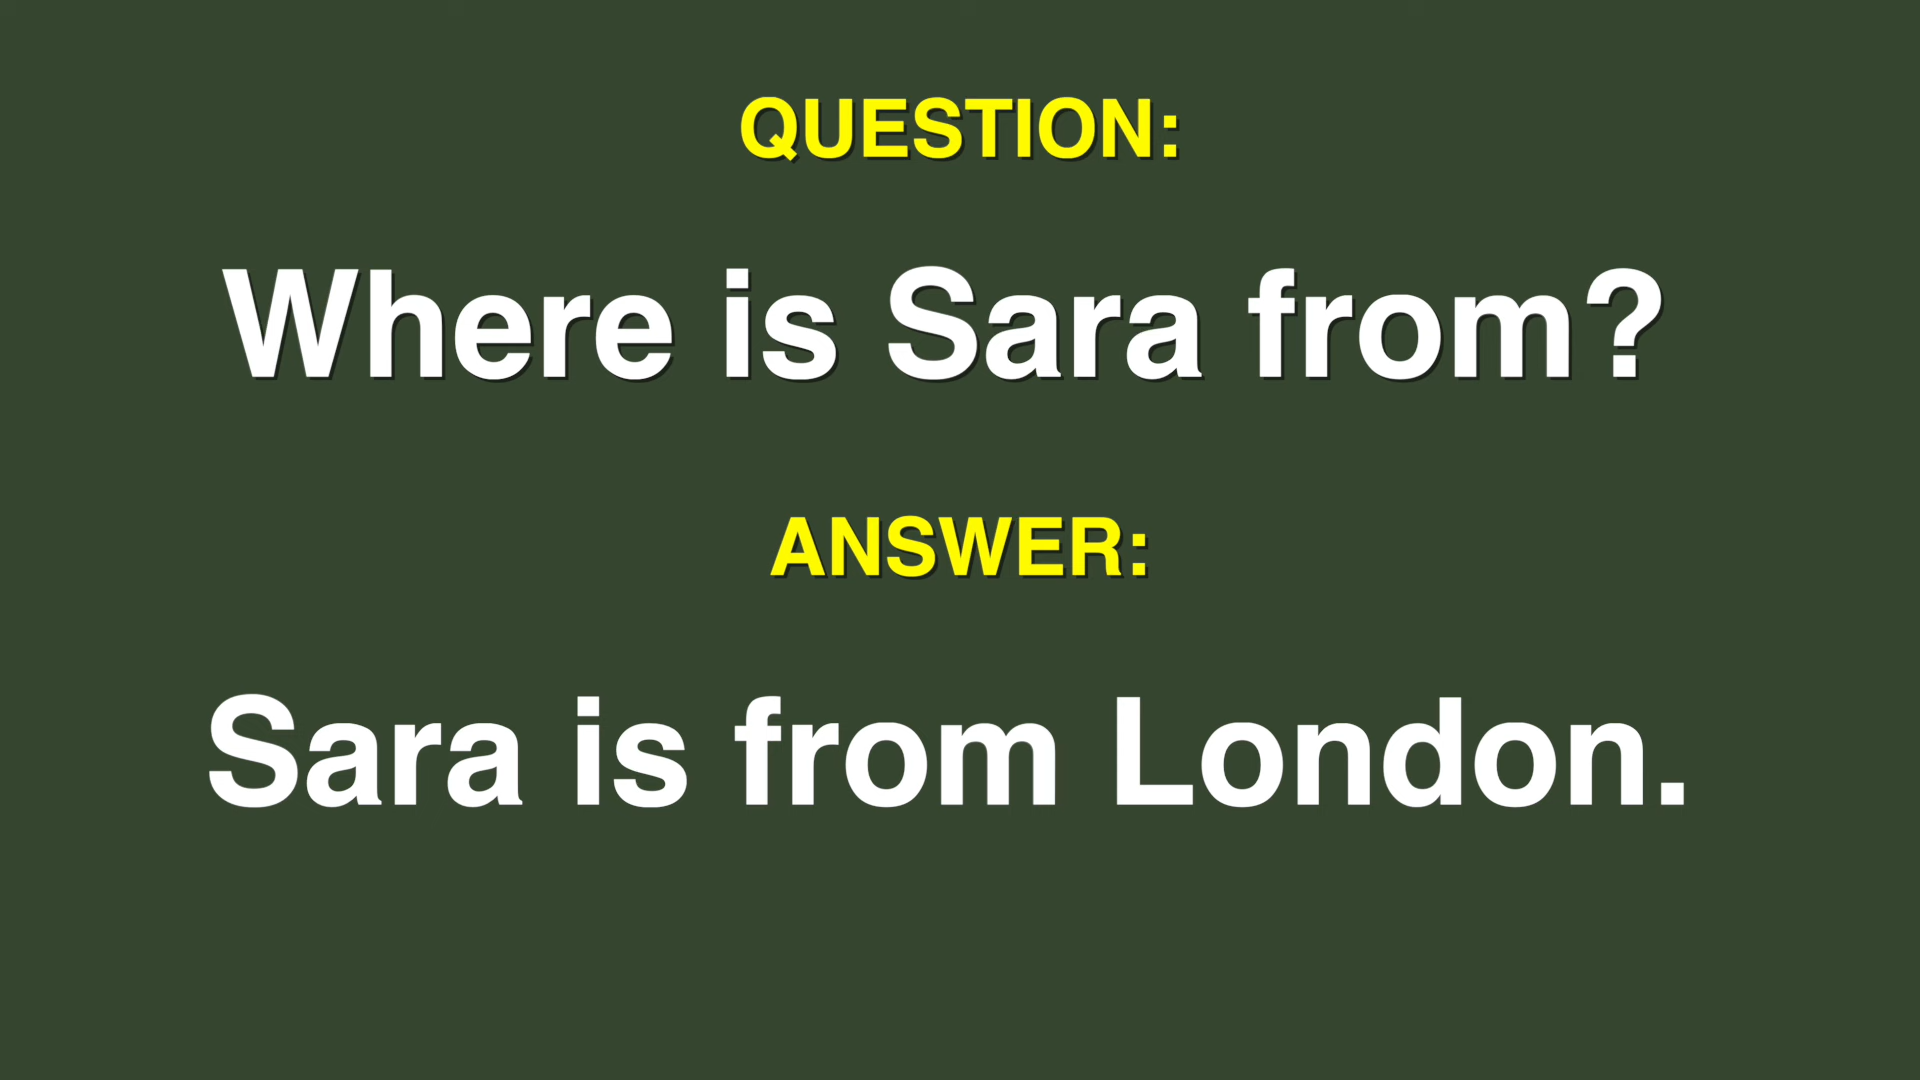 QUESTION:
Where is Sara from?
ANSWER:
Sara is from London.